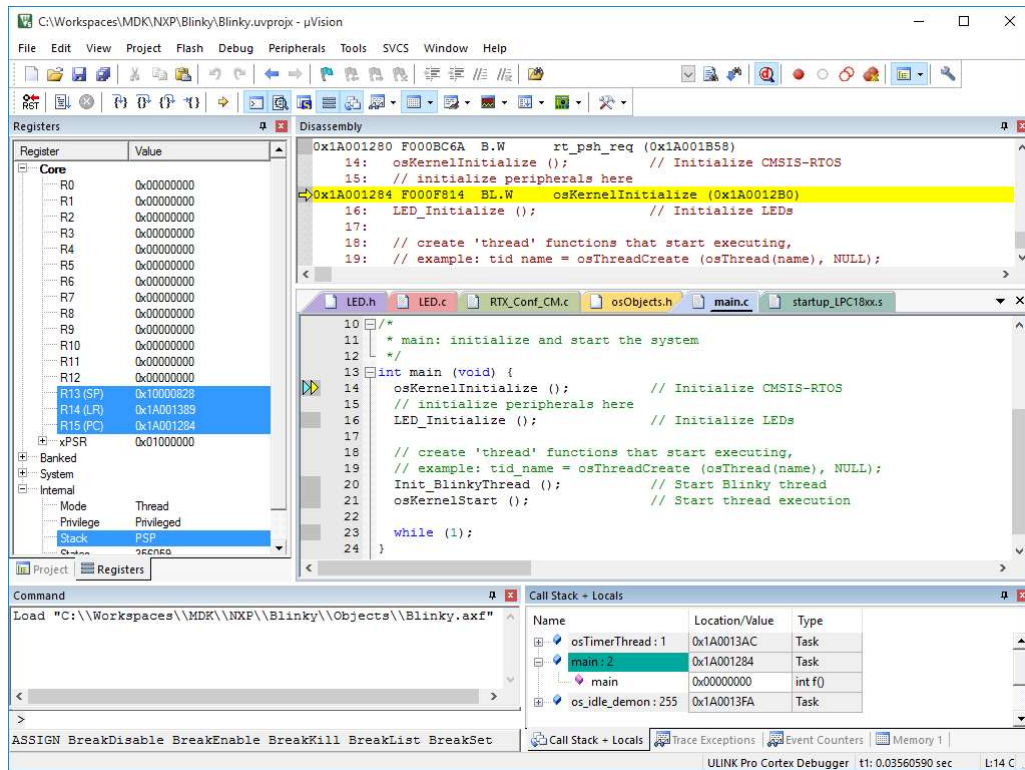 C:\Workspaces\MDK\NXP\Blinky\Blinky.uvprojx - µVision
File Edit View Project Flash Debug Peripherals Tools SVCS Window Help
RST
Registers
Register Value
Core
R0 0x00000000
R1 0x00000000
R2 0x00000000
R3 0x00000000
R4 0x00000000
R5 0x00000000
R6 0x00000000
R7 0x00000000
R8 0x00000000
R9 0x00000000
R10 0x00000000
R11 0x00000000
R12 0x00000000
R13 (SP) 0x10000828
R14 (LR) 0x1A001389
R15 (PC) 0x1A001284
xPSR 0x01000000
Banked
System
Internal
Mode Thread
Privilege Privileged
Stack PSP
States 256059
Project Registers
Disassembly
0x1A001280 F000BC6A B.W rt_psh_req (0x1A001B58)
14: osKernelInitialize (); // Initialize CMSIS-RTOS
15: // initialize peripherals here
0x1A001284 F000F814 BL.W osKernelInitialize (0x1A0012B0)
16: LED_Initialize (); // Initialize LEDs
17:
18: // create 'thread' functions that start executing,
19: // example: tid_name = osThreadCreate (osThread(name), NULL);
LED.h LED.c RTX_Conf_CM.c osObjects.h main.c startup_LPC18xx.s
10 /*
11 * main: initialize and start the system
12 */
13 int main (void) {
14 osKernelInitialize (); // Initialize CMSIS-RTOS
15 // initialize peripherals here
16 LED_Initialize (); // Initialize LEDs
17
18 // create 'thread' functions that start executing,
19 // example: tid_name = osThreadCreate (osThread(name), NULL);
20 Init_BlinkyThread (); // Start Blinky thread
21 osKernelStart (); // Start thread execution
22
23 while (1);
24 }
Command
Load "C:\\Workspaces\\MDK\\NXP\\Blinky\\Objects\\Blinky.axf"
>
ASSIGN BreakDisable BreakEnable BreakKill BreakList BreakSet
Call Stack + Locals
Name Location/Value Type
osTimerThread : 1 0x1A0013AC Task
main : 2 0x1A001284 Task
main 0x00000000 int f()
os_idle_demon : 255 0x1A0013FA Task
Call Stack + Locals Trace Exceptions Event Counters Memory 1
ULINK Pro Cortex Debugger t1: 0.03560590 sec L:14 C